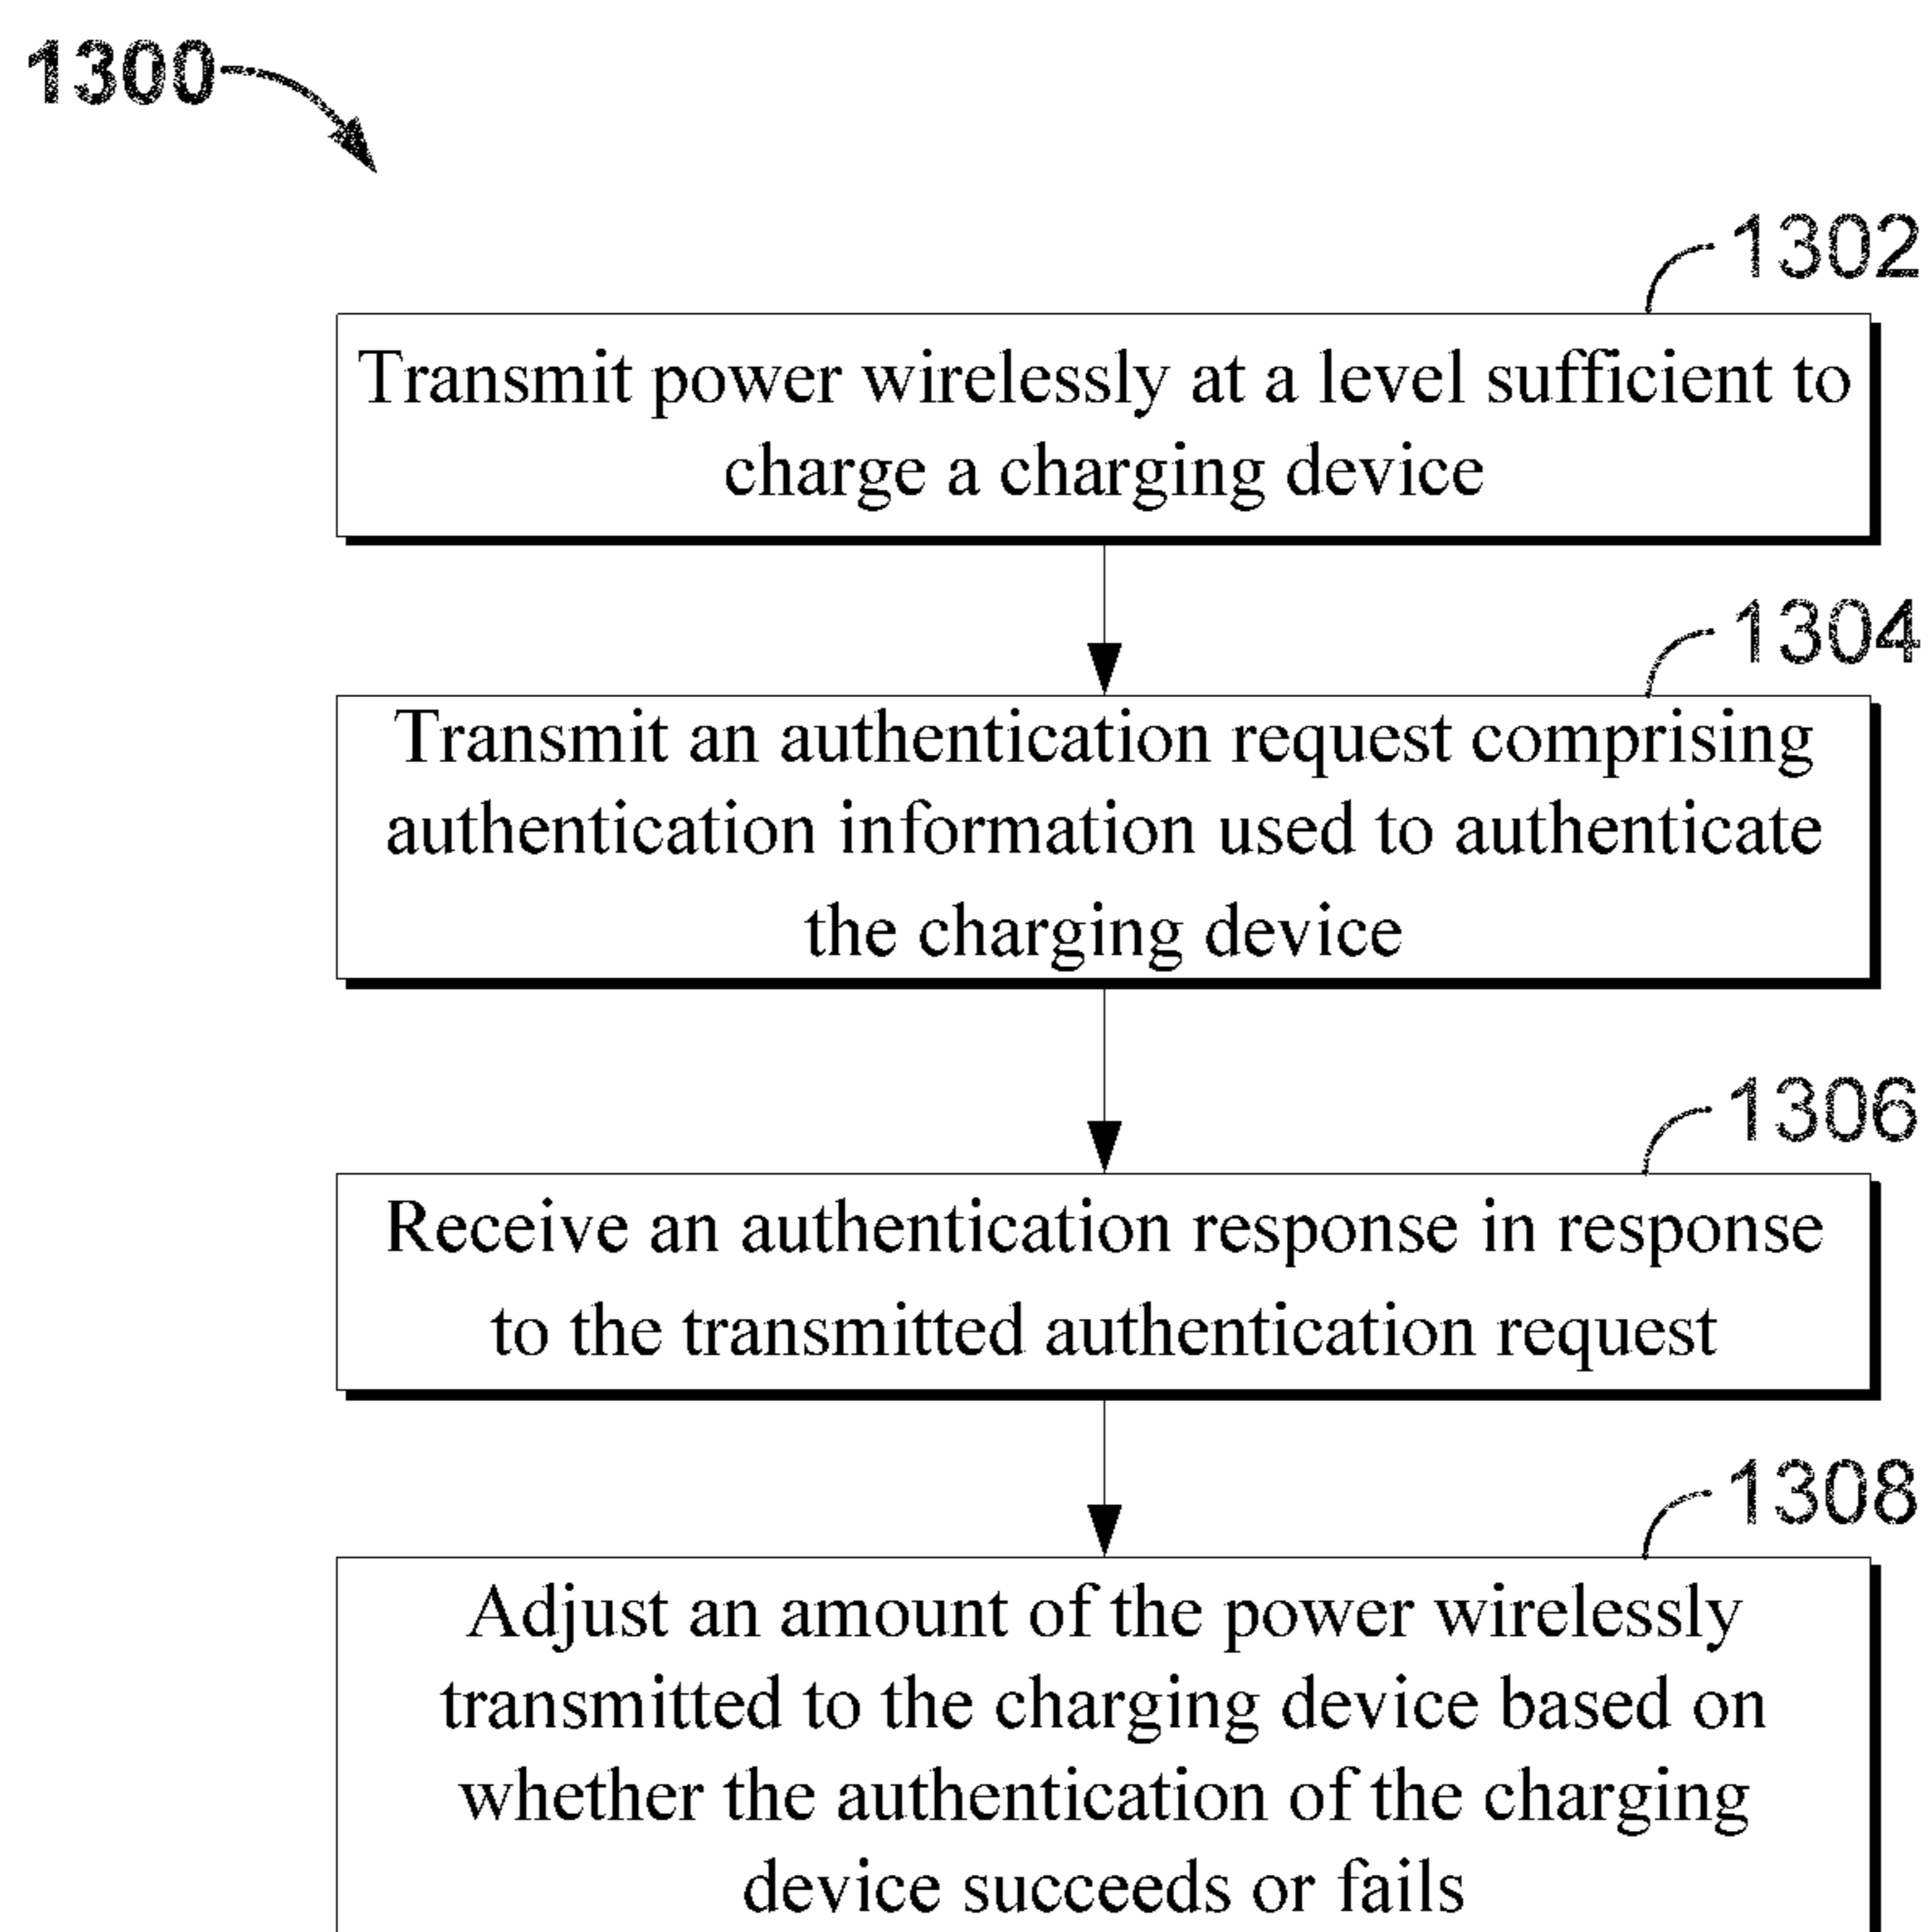 1300
1302
Transmit power wirelessly at a level sufficient to
charge a charging device
1304
Transmit an authentication request comprising
authentication information used to authenticate
the charging device
1306
Receive an authentication response in response
to the transmitted authentication request
1308
Adjust an amount of the power wirelessly
transmitted to the charging device based on
whether the authentication of the charging
device succeeds or fails